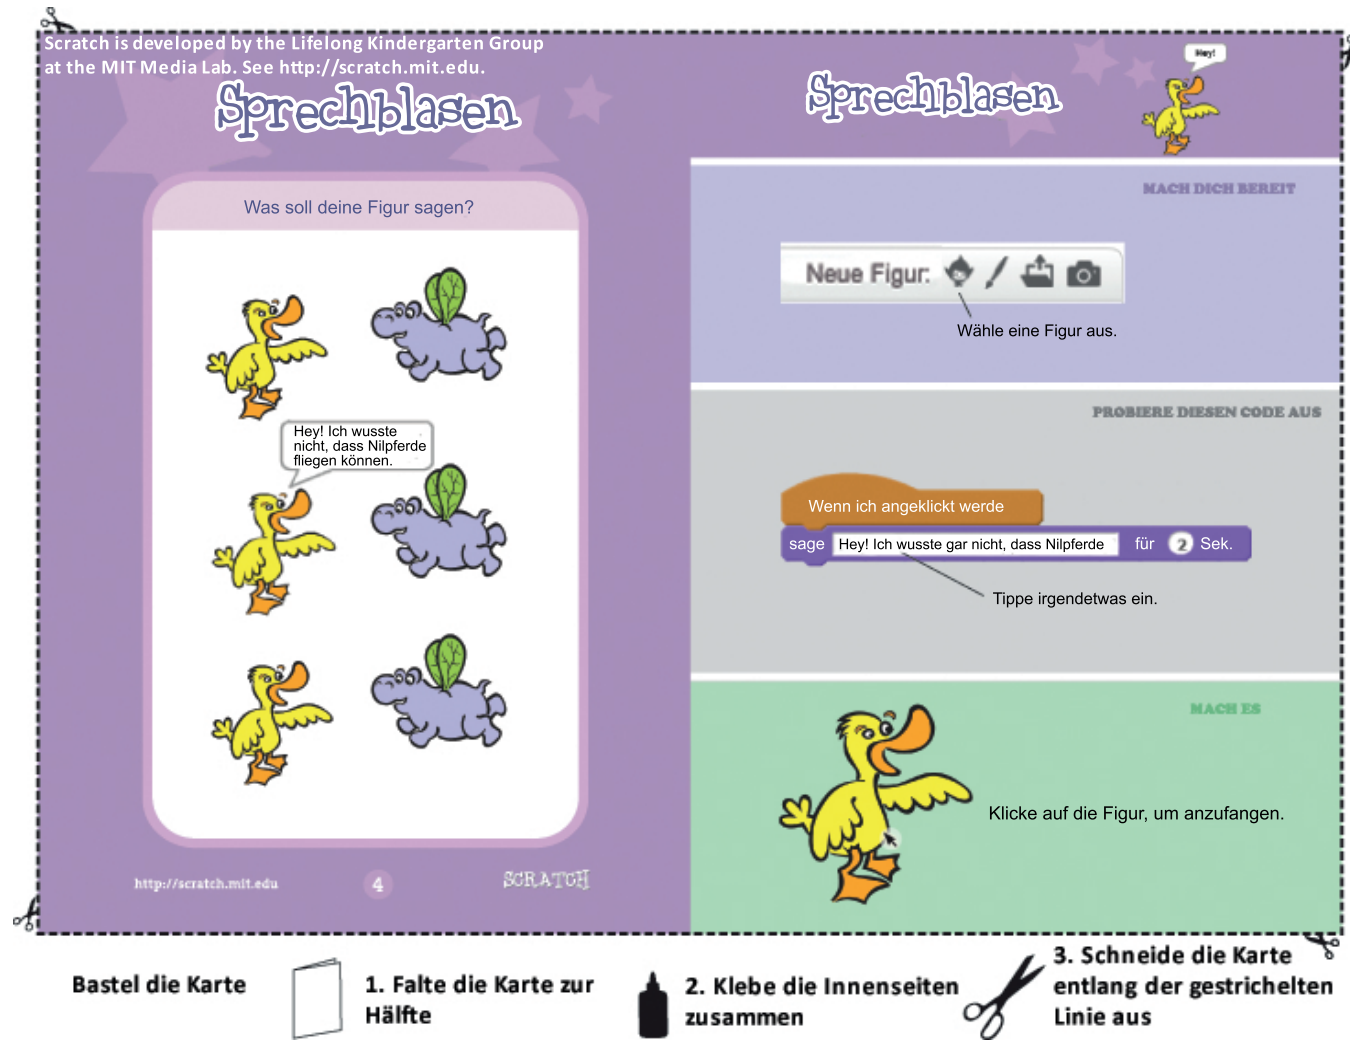 Scratch is developed by the Lifelong Kindergarten Group
at the MIT Media Lab. See http://scratch.mit.edu.
Sprechblasen
Was soll deine Figur sagen?
Hey! Ich wusste
nicht, dass Nilpferde
fliegen können.
http://scratch.mit.edu
4
SCRATCH
Sprechblasen
Hey!
MACH DICH BEREIT
Neue Figur:
Wähle eine Figur aus.
PROBIERE DIESEN CODE AUS
Wenn ich angeklickt werde
sage Hey! Ich wusste gar nicht, dass Nilpferde für 2 Sek.
Tippe irgendetwas ein.
MACH ES
Klicke auf die Figur, um anzufangen.
Bastel die Karte
1. Falte die Karte zur
Hälfte
2. Klebe die Innenseiten
zusammen
3. Schneide die Karte
entlang der gestrichelten
Linie aus